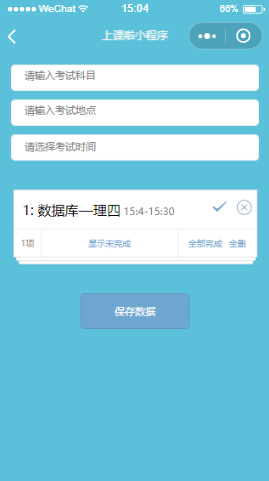 WeChat 15:04 66%
上课啦小程序
请输入考试科目
请输入考试地点
请选择考试时间
1: 数据库—理四 15:4-15:30
1项 显示未完成 全部完成 全删
保存数据